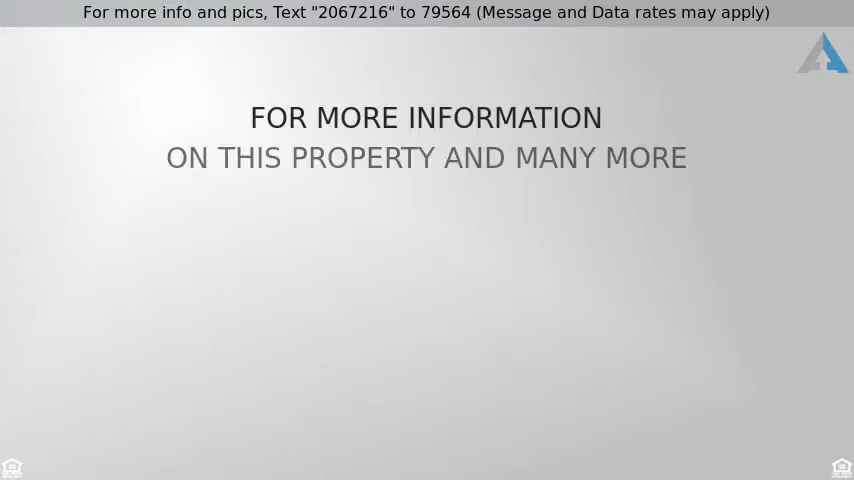 For more info and pics, Text "2067216" to 79564 (Message and Data rates may apply)
FOR MORE INFORMATION
ON THIS PROPERTY AND MANY MORE